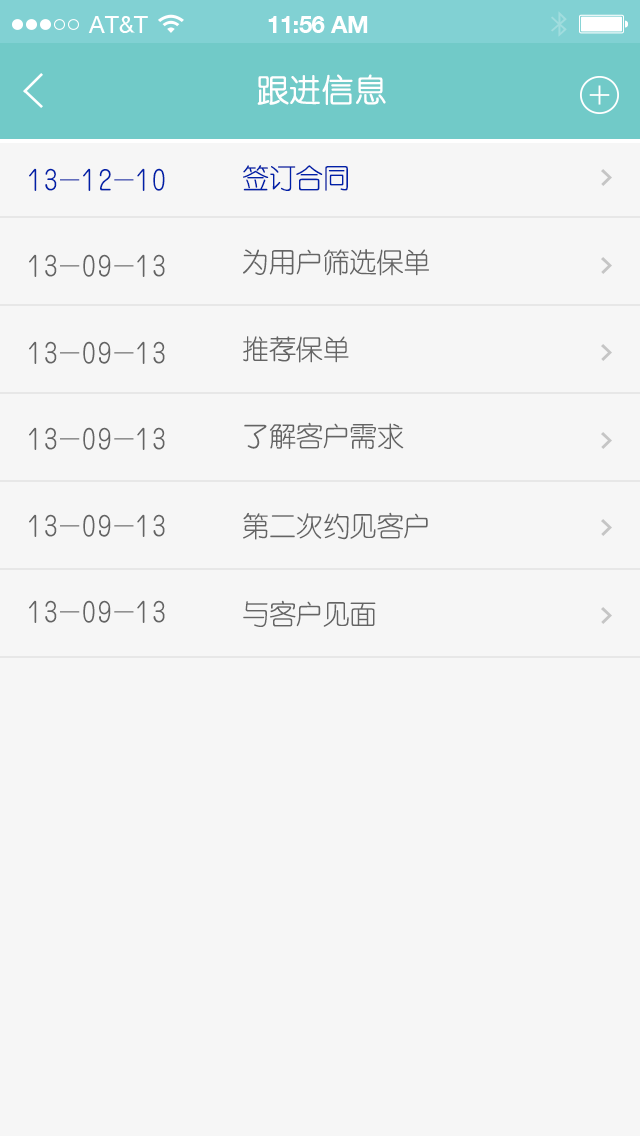 AT&T 11:56 AM
跟进信息
13-12-10 签订合同
13-09-13 为用户筛选保单
13-09-13 推荐保单
13-09-13 了解客户需求
13-09-13 第二次约见客户
13-09-13 与客户见面